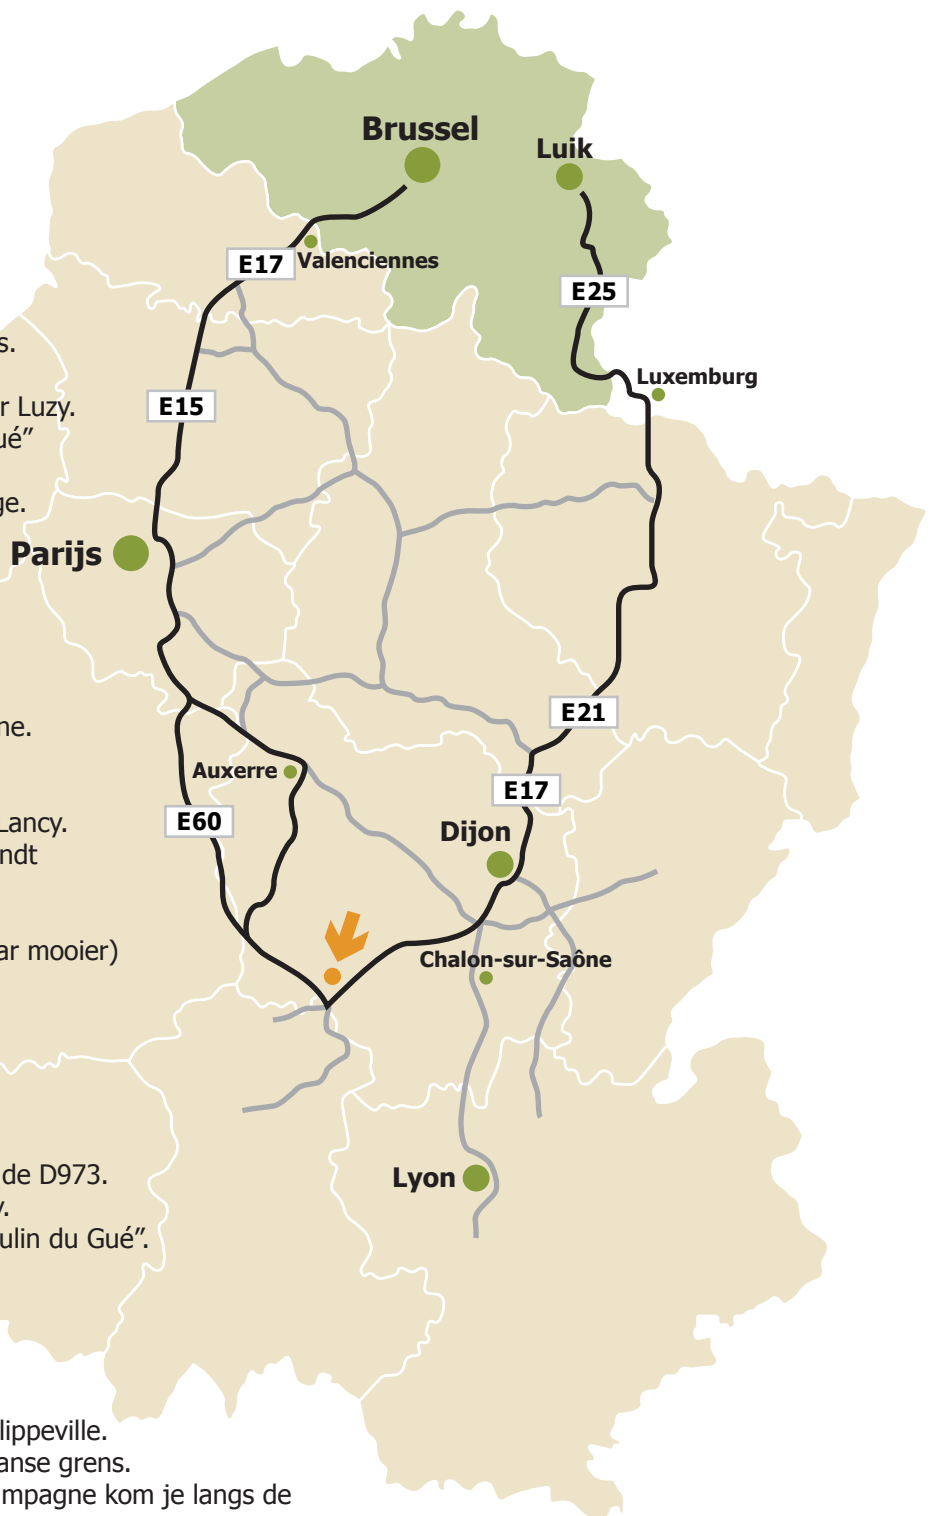 Brussel
Luik
E17
Valenciennes
E25
s.
Luxemburg
r Luzy.
E15
ué”
ge.
Parijs
E21
ne.
Auxerre
E17
E60
Lancy.
Dijon
ndt
ar mooier)
Chalon-sur-Saône
de D973.
Lyon
y.
ulin du Gué”.
lippeville.
anse grens.
mpagne kom je langs de